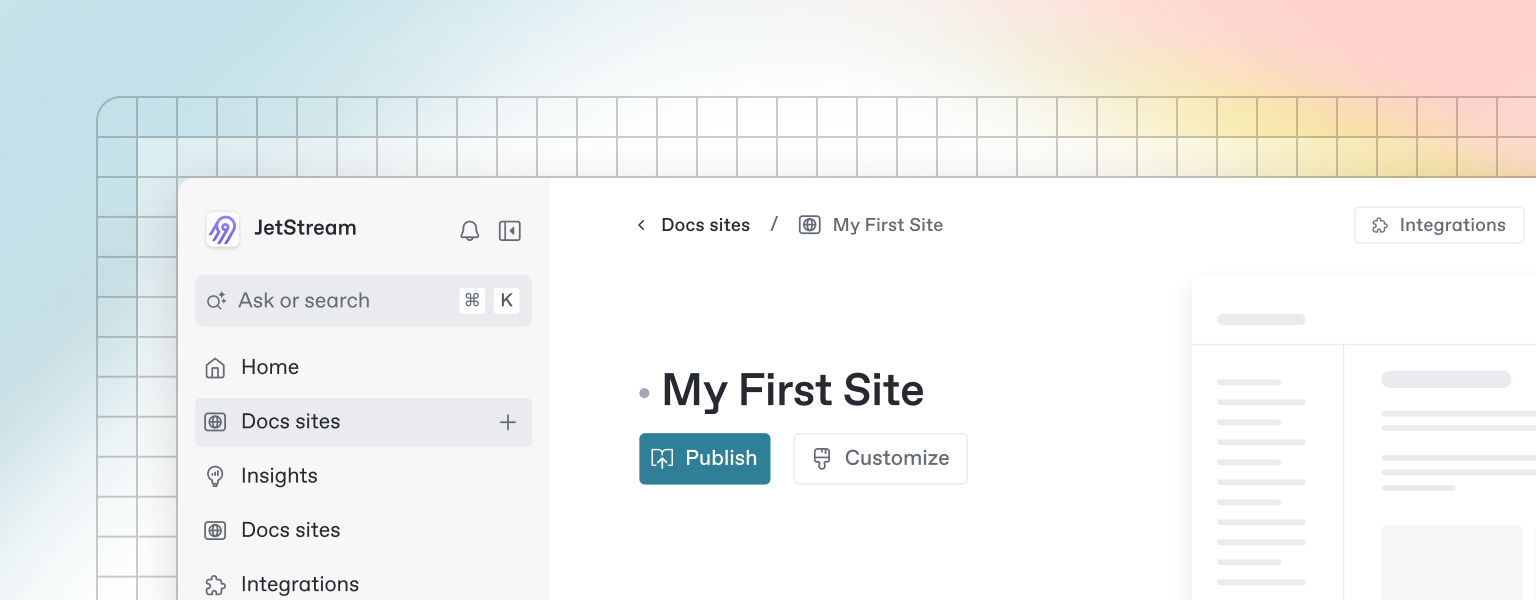 JetStream
Ask or search ⌘ K
Home
Docs sites
Insights
Docs sites
Integrations
Docs sites / My First Site
Integrations
My First Site
Publish
Customize